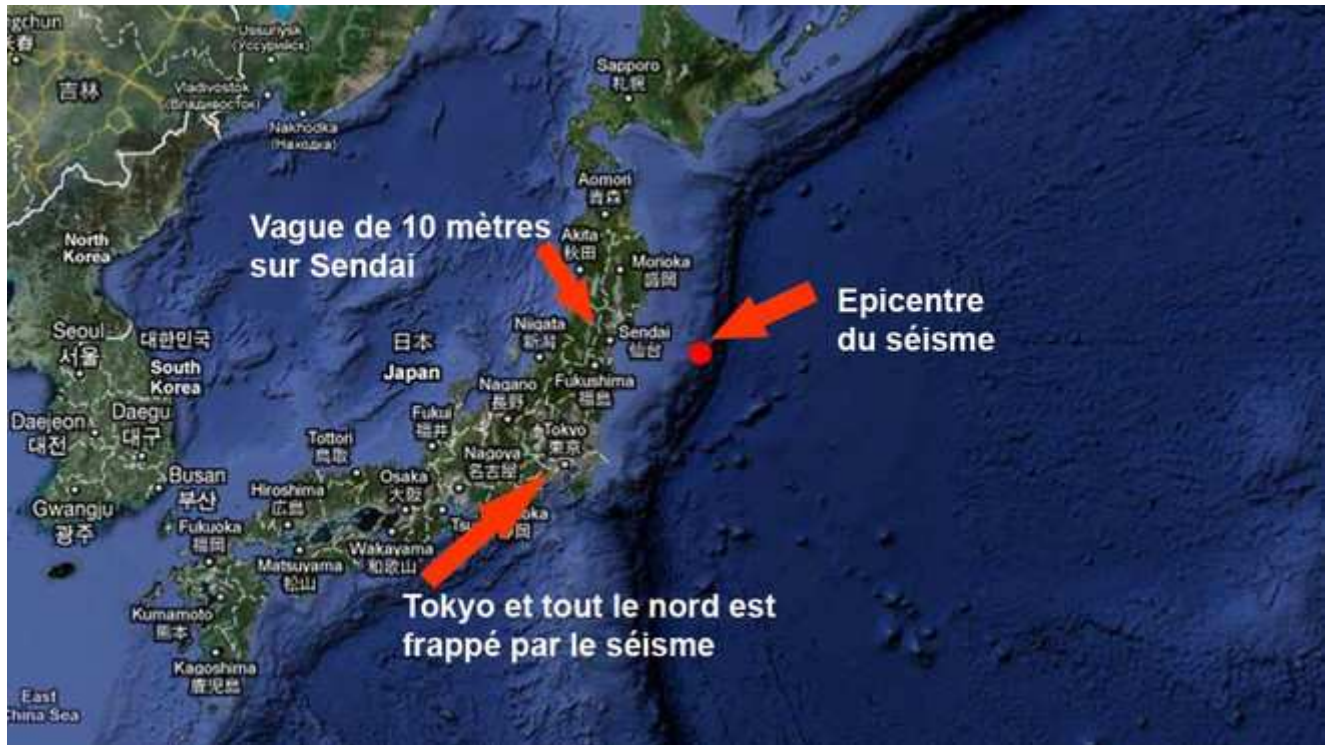 gchun
Ussuriysk
(Уссурийск)
吉林
Vladivostok
(Владивосток)
Nakhodka
(Находка)
Sapporo
札幌
Aomori
青森
Vague de 10 mètres
sur Sendai
Akita
秋田
Morioka
盛岡
North
Korea
Epicentre
du séisme
Seoul
서울
대한민국
South
Korea
日本
Japan
Niigata
新潟
Sendai
仙台
Nagano
長野
Fukushima
福島
Daejeon
대전
Daegu
대구
Fukui
福井
Tokyo
東京
Tottori
鳥取
Nagoya
名古屋
Busan
부산
Osaka
大阪
Hiroshima
広島
Gwangju
광주
Fukuoka
福岡
Wakayama
和歌山
Matsuyama
松山
Tokyo et tout le nord est
frappé par le séisme
Kumamoto
熊本
Kagoshima
鹿児島
East
China Sea